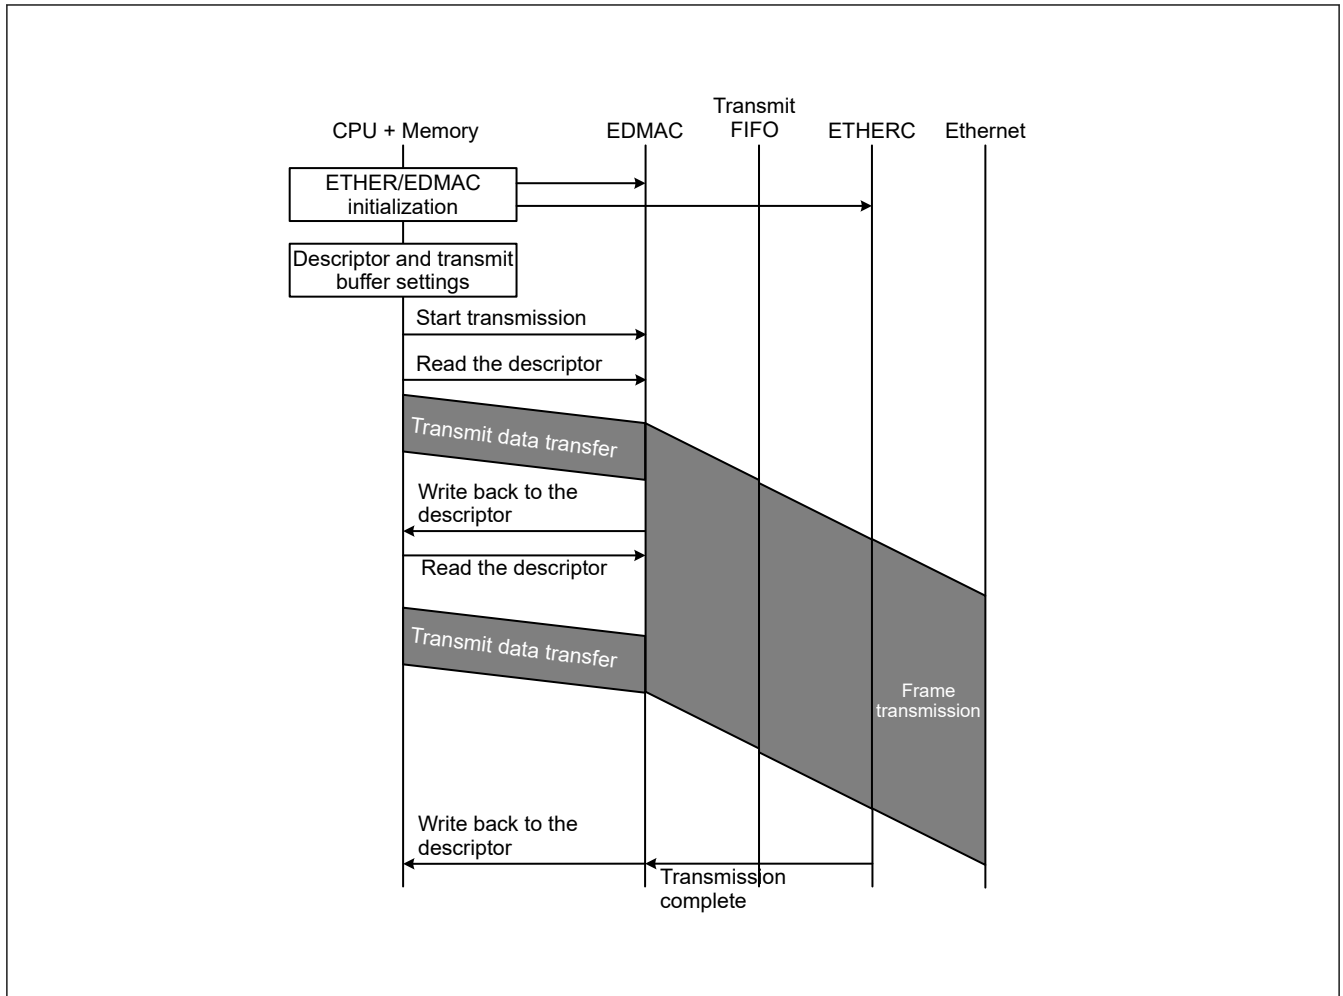 Transmit
CPU + Memory
EDMAC
FIFO
ETHERC
Ethernet
ETHER/EDMAC
initialization
Descriptor and transmit
buffer settings
Start transmission
Read the descriptor
Transmit data transfer
Write back to the
descriptor
Read the descriptor
Transmit data transfer
Frame
transmission
Write back to the
descriptor
Transmission
complete